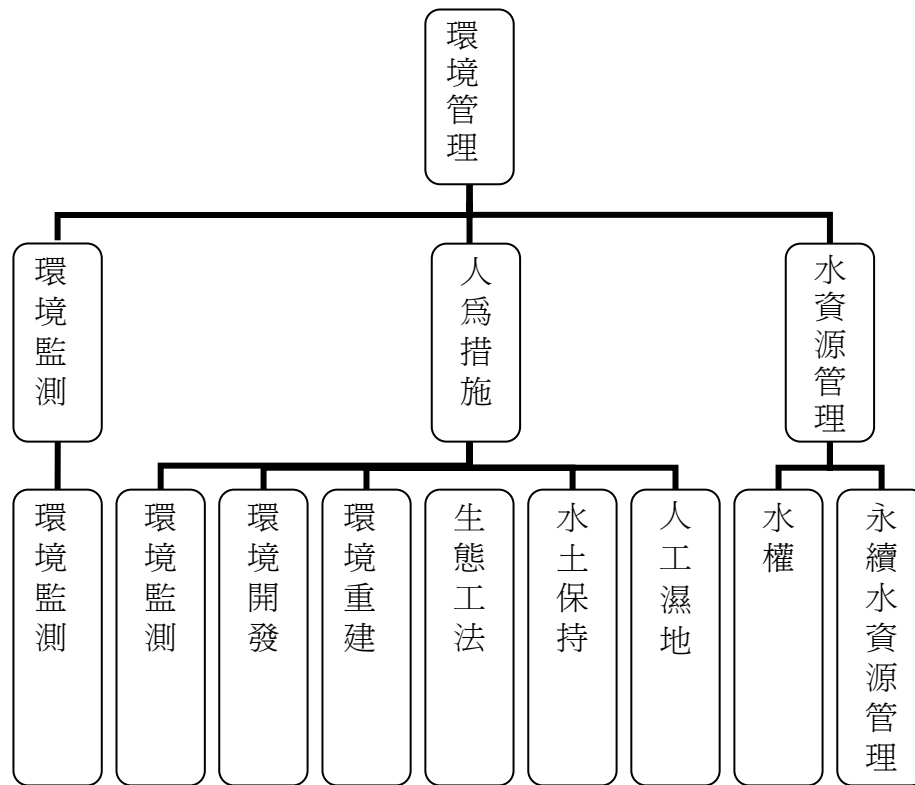 環境管理
環境監測
人爲措施
水資源管理
環境監測
環境監測
環境開發
環境重建
生態工法
水土保持
人工濕地
水權
永續水資源管理